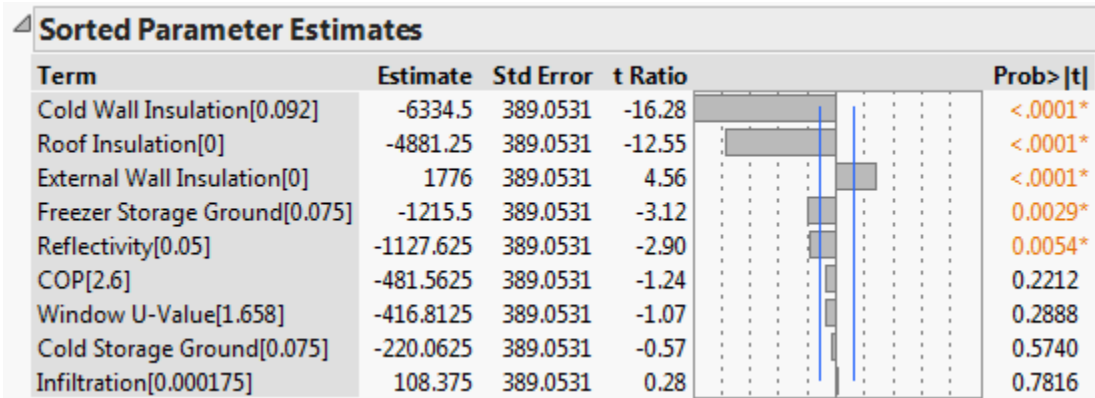 Sorted Parameter Estimates
Term Estimate Std Error t Ratio Prob>|t|
Cold Wall Insulation[0.092] -6334.5 389.0531 -16.28 <.0001*
Roof Insulation[0] -4881.25 389.0531 -12.55 <.0001*
External Wall Insulation[0] 1776 389.0531 4.56 <.0001*
Freezer Storage Ground[0.075] -1215.5 389.0531 -3.12 0.0029*
Reflectivity[0.05] -1127.625 389.0531 -2.90 0.0054*
COP[2.6] -481.5625 389.0531 -1.24 0.2212
Window U-Value[1.658] -416.8125 389.0531 -1.07 0.2888
Cold Storage Ground[0.075] -220.0625 389.0531 -0.57 0.5740
Infiltration[0.000175] 108.375 389.0531 0.28 0.7816